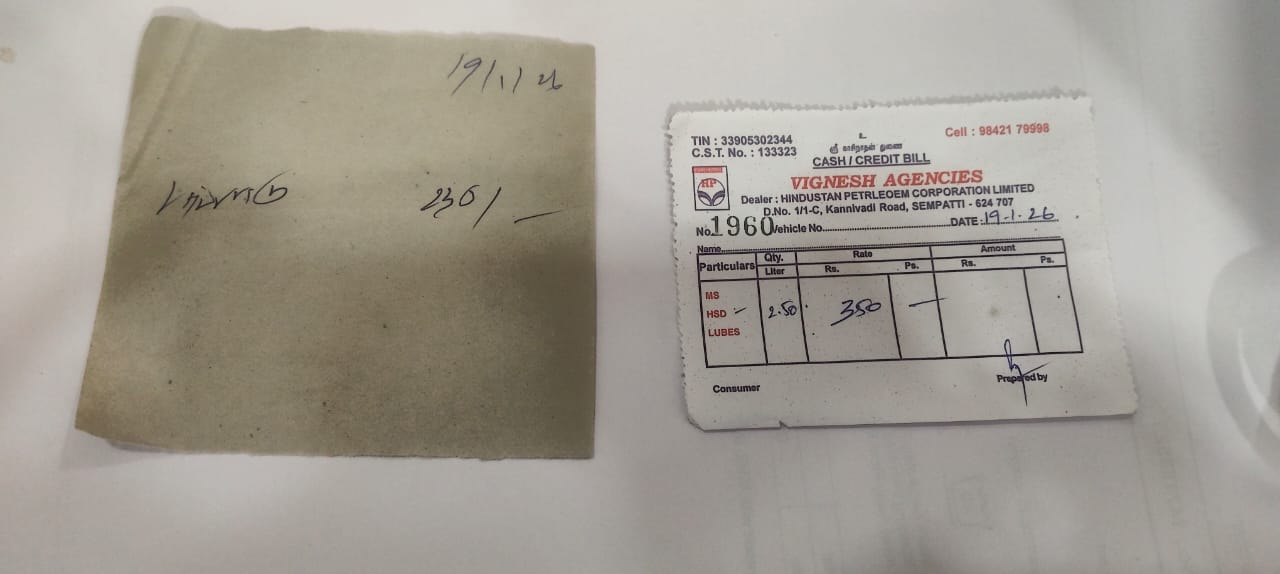 19/1/26
230/-
TIN : 33905302344
C.S.T. No. : 133323
உ
ஸ்ரீ காசிநாதன் துணை
Cell : 98421 79998
CASH / CREDIT BILL
HP
VIGNESH AGENCIES
Dealer : HINDUSTAN PETRLEOEM CORPORATION LIMITED
D.No. 1/1-C, Kannivadi Road, SEMPATTI - 624 707
No. 1960 Vehicle No. DATE : 19-1-26
Name
Particulars Qty. Liter Rate Rs. Ps. Amount Rs. Ps.
MS
HSD - 2.50 350 -
LUBES
Consumer Prepared by